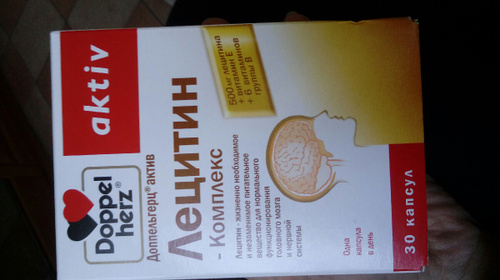 aktiv
Doppel
herz®
Доппельгерц® актив
Лецитин
- Комплекс
500 мг лецитина
+ витамин Е
+ 6 витаминов
группы В
Лецитин - жизненно необходимое
и незаменимое питательное
вещество для нормального
функционирования
головного мозга
и нервной
системы
Одна
капсула
в день
30 капсул